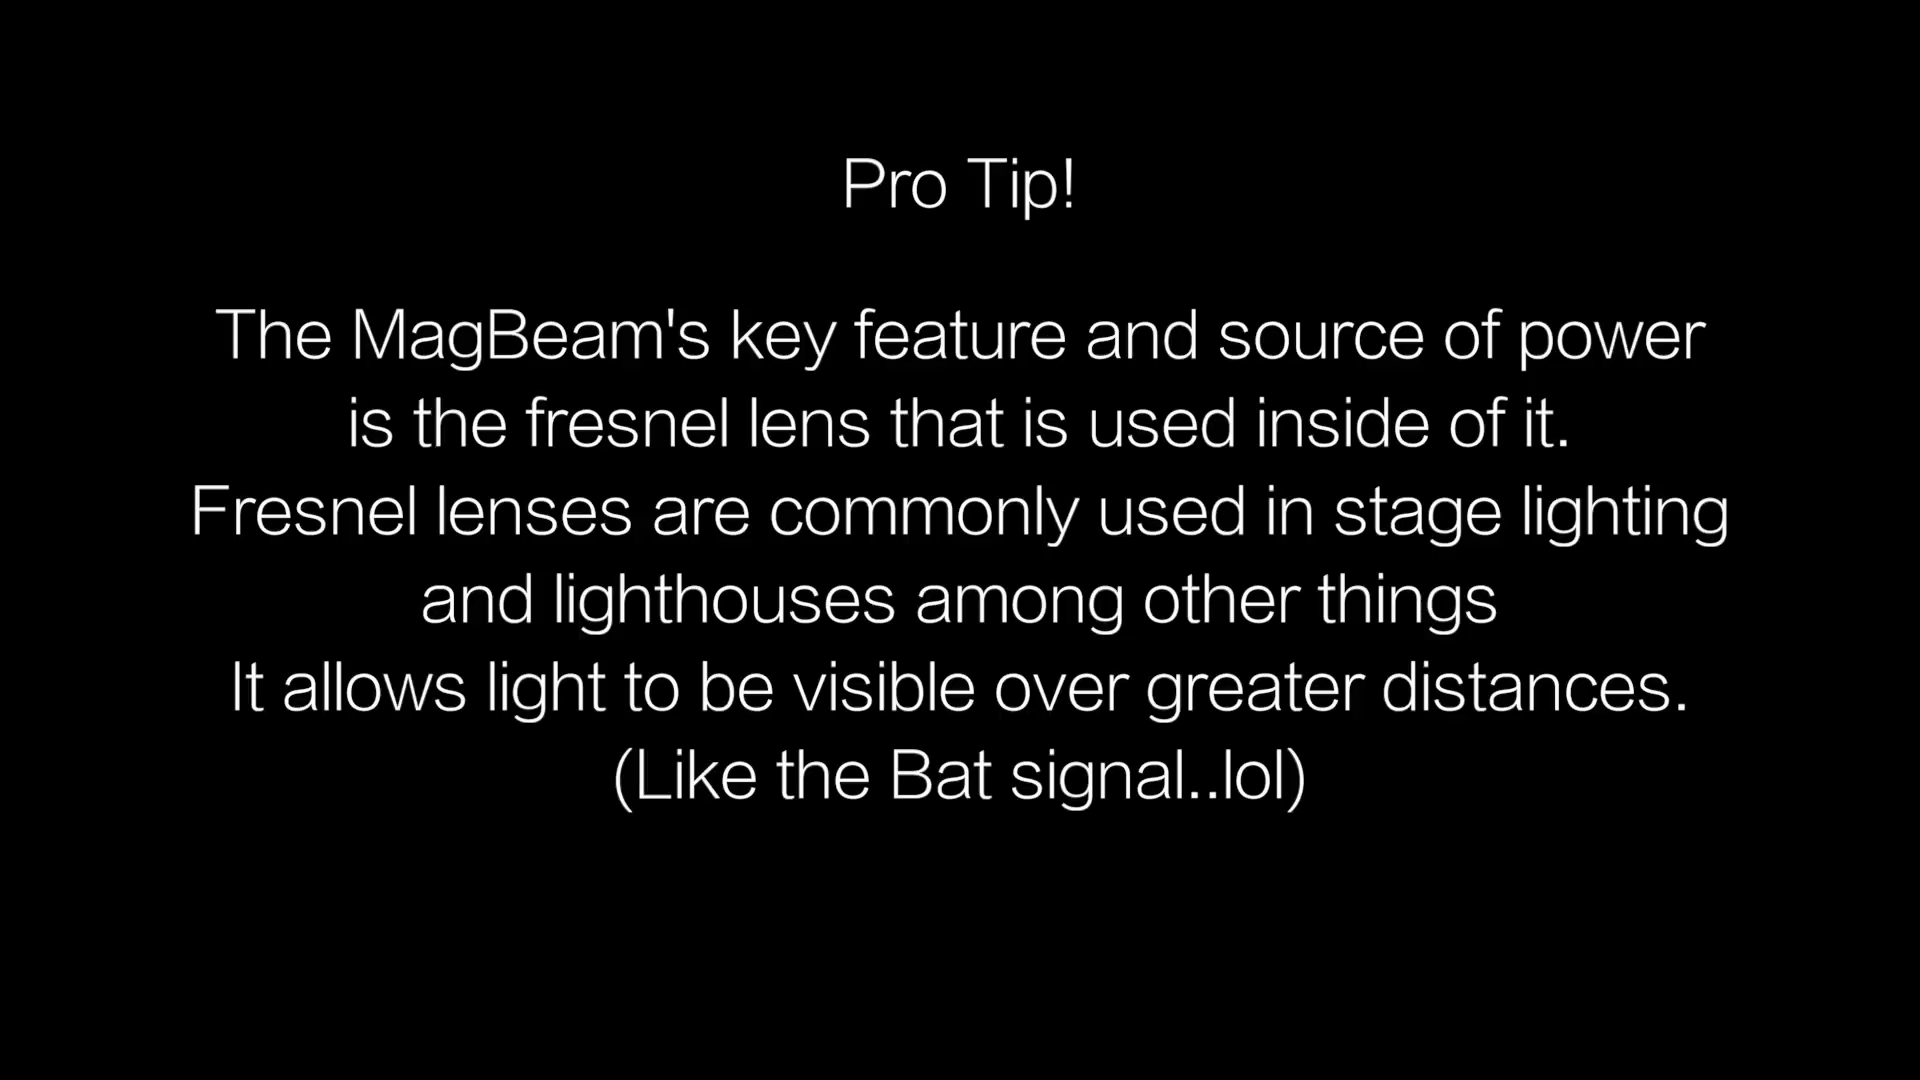 Pro Tip!
The MagBeam's key feature and source of power
is the fresnel lens that is used inside of it.
Fresnel lenses are commonly used in stage lighting
and lighthouses among other things
It allows light to be visible over greater distances.
(Like the Bat signal..lol)